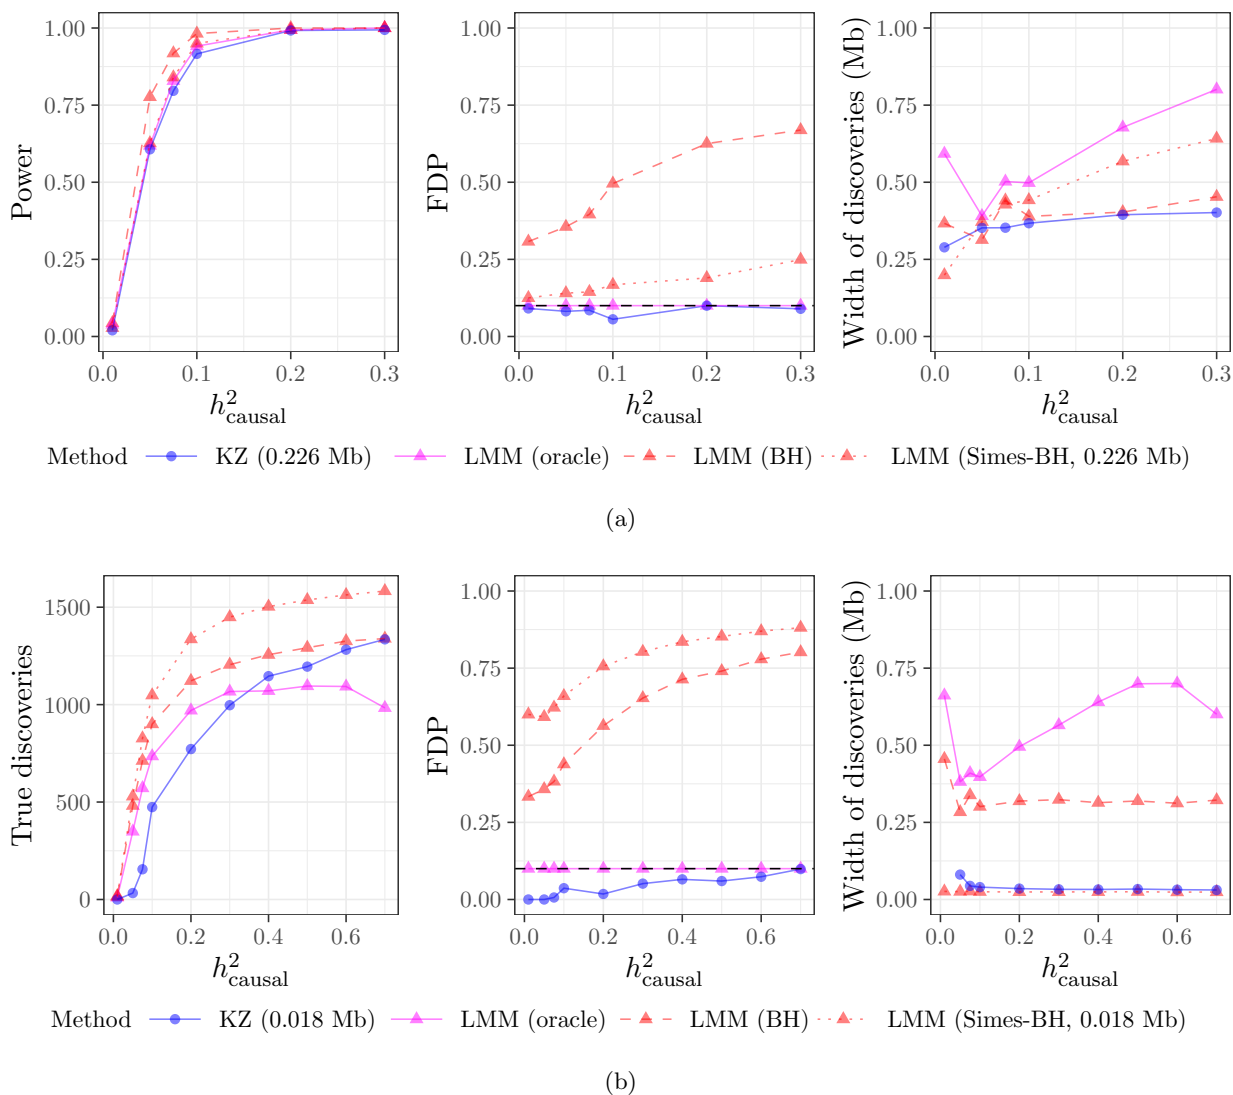 Power
1.00
0.75
0.50
0.25
0.00
0.0 0.1 0.2 0.3
h²causal
FDP
1.00
0.75
0.50
0.25
0.00
0.0 0.1 0.2 0.3
h²causal
Width of discoveries (Mb)
1.00
0.75
0.50
0.25
0.00
0.0 0.1 0.2 0.3
h²causal
Method KZ (0.226 Mb) LMM (oracle) LMM (BH) LMM (Simes-BH, 0.226 Mb)
(a)
True discoveries
1500
1000
500
0
0.0 0.2 0.4 0.6
h²causal
FDP
1.00
0.75
0.50
0.25
0.00
0.0 0.2 0.4 0.6
h²causal
Width of discoveries (Mb)
1.00
0.75
0.50
0.25
0.00
0.0 0.2 0.4 0.6
h²causal
Method KZ (0.018 Mb) LMM (oracle) LMM (BH) LMM (Simes-BH, 0.018 Mb)
(b)